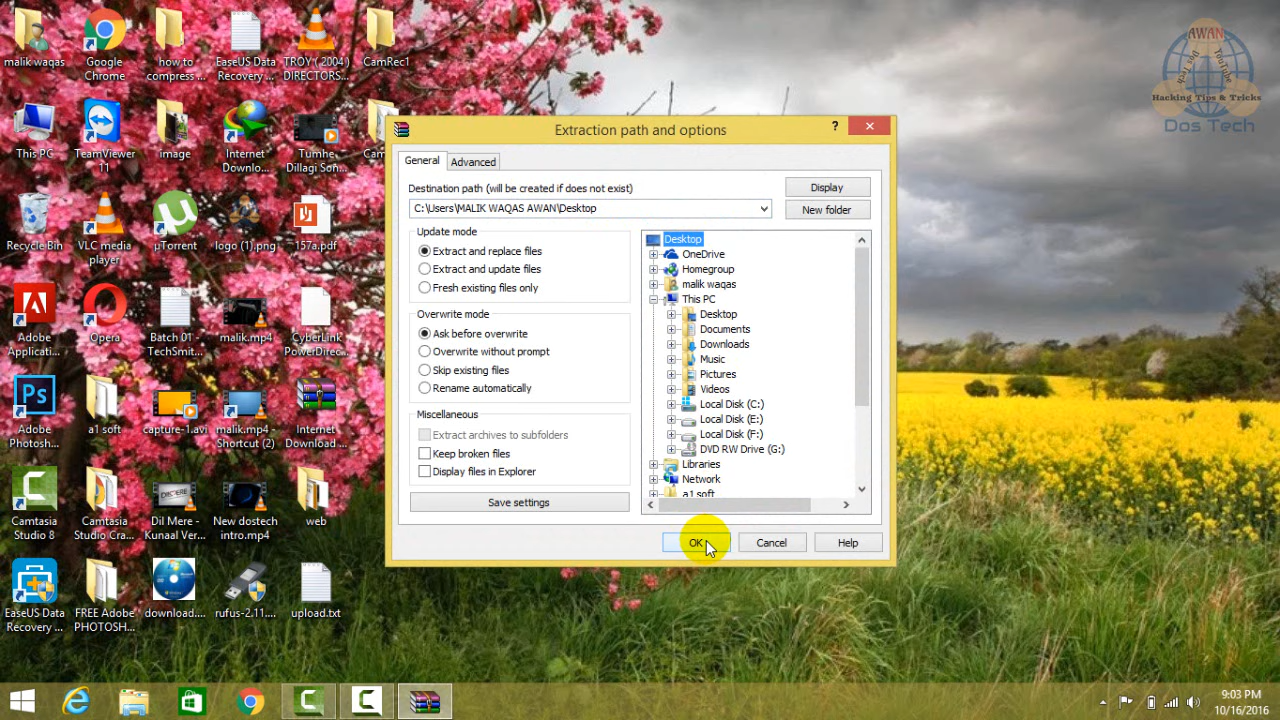 malik waqas
Google
Chrome
how to
compress ...
EaseUS Data
Recovery ...
TROY ( 2004 )
DIRECTORS...
CamRec1
This PC
TeamViewer
11
image
Internet
Downlo...
Tumhe
Dillagi Son...
Cam
Recycle Bin
VLC media
player
µTorrent
logo (1).png
157a.pdf
Adobe
Applicati...
Opera
Batch 01 -
TechSmit...
malik.mp4
CyberLink
PowerDirec...
Adobe
Photosh...
a1 soft
capture-1.avi
malik.mp4 -
Shortcut (2)
Internet
Download ...
Camtasia
Studio 8
Camtasia
Studio Cra...
Dil Mere -
Kunaal Ver...
New dostech
intro.mp4
web
EaseUS Data
Recovery ...
FREE Adobe
PHOTOSH...
download....
rufus-2.11....
upload.txt
AWAN
Hacking Tips & Tricks
Dos Tech
Extraction path and options
?
General
Advanced
Destination path (will be created if does not exist)
Display
C:\Users\MALIK WAQAS AWAN\Desktop
New folder
Update mode
Extract and replace files
Extract and update files
Fresh existing files only
Overwrite mode
Ask before overwrite
Overwrite without prompt
Skip existing files
Rename automatically
Miscellaneous
Extract archives to subfolders
Keep broken files
Display files in Explorer
Save settings
Desktop
OneDrive
Homegroup
malik waqas
This PC
Desktop
Documents
Downloads
Music
Pictures
Videos
Local Disk (C:)
Local Disk (E:)
Local Disk (F:)
DVD RW Drive (G:)
Libraries
Network
a1 soft
OK
Cancel
Help
9:03 PM
10/16/2016